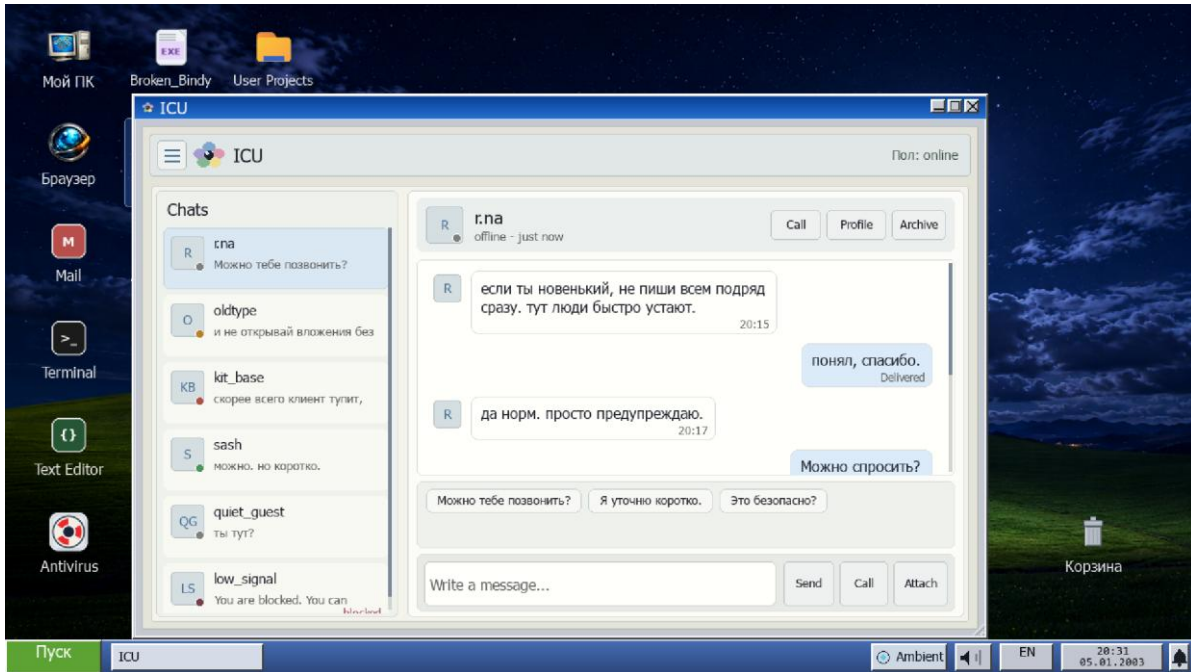 Мой ПК
EXE
Broken_Bindy
User Projects
ICU
Браузер
ICU
Пол: online
M
Mail
Chats
R
r.na
Можно тебе позвонить?
O
oldtype
и не открывай вложения без
KB
kit_base
скорее всего клиент тупит,
S
sash
можно. но коротко.
QG
quiet_guest
ты тут?
LS
low_signal
You are blocked. You can
blocked
R
r.na
offline - just now
Call
Profile
Archive
R
если ты новенький, не пиши всем подряд
сразу. тут люди быстро устают.
20:15
понял, спасибо.
Delivered
R
да норм. просто предупреждаю.
20:17
Можно спросить?
Можно тебе позвонить?
Я уточню коротко.
Это безопасно?
Write a message...
Send
Call
Attach
>_
Terminal
{}
Text Editor
Antivirus
Корзина
Пуск
ICU
Ambient
EN
20:31
05.01.2003